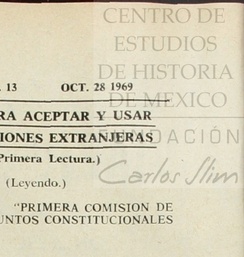 CENTRO DE
ESTUDIOS
DE HISTORIA
DE MEXICO
FUNDACIÓN
Carlos Slim
. 13 OCT. 28 1969
RA ACEPTAR Y USAR
IONES EXTRANJERAS
Primera Lectura.)
(Leyendo.)
"PRIMERA COMISION DE
UNTOS CONSTITUCIONALES